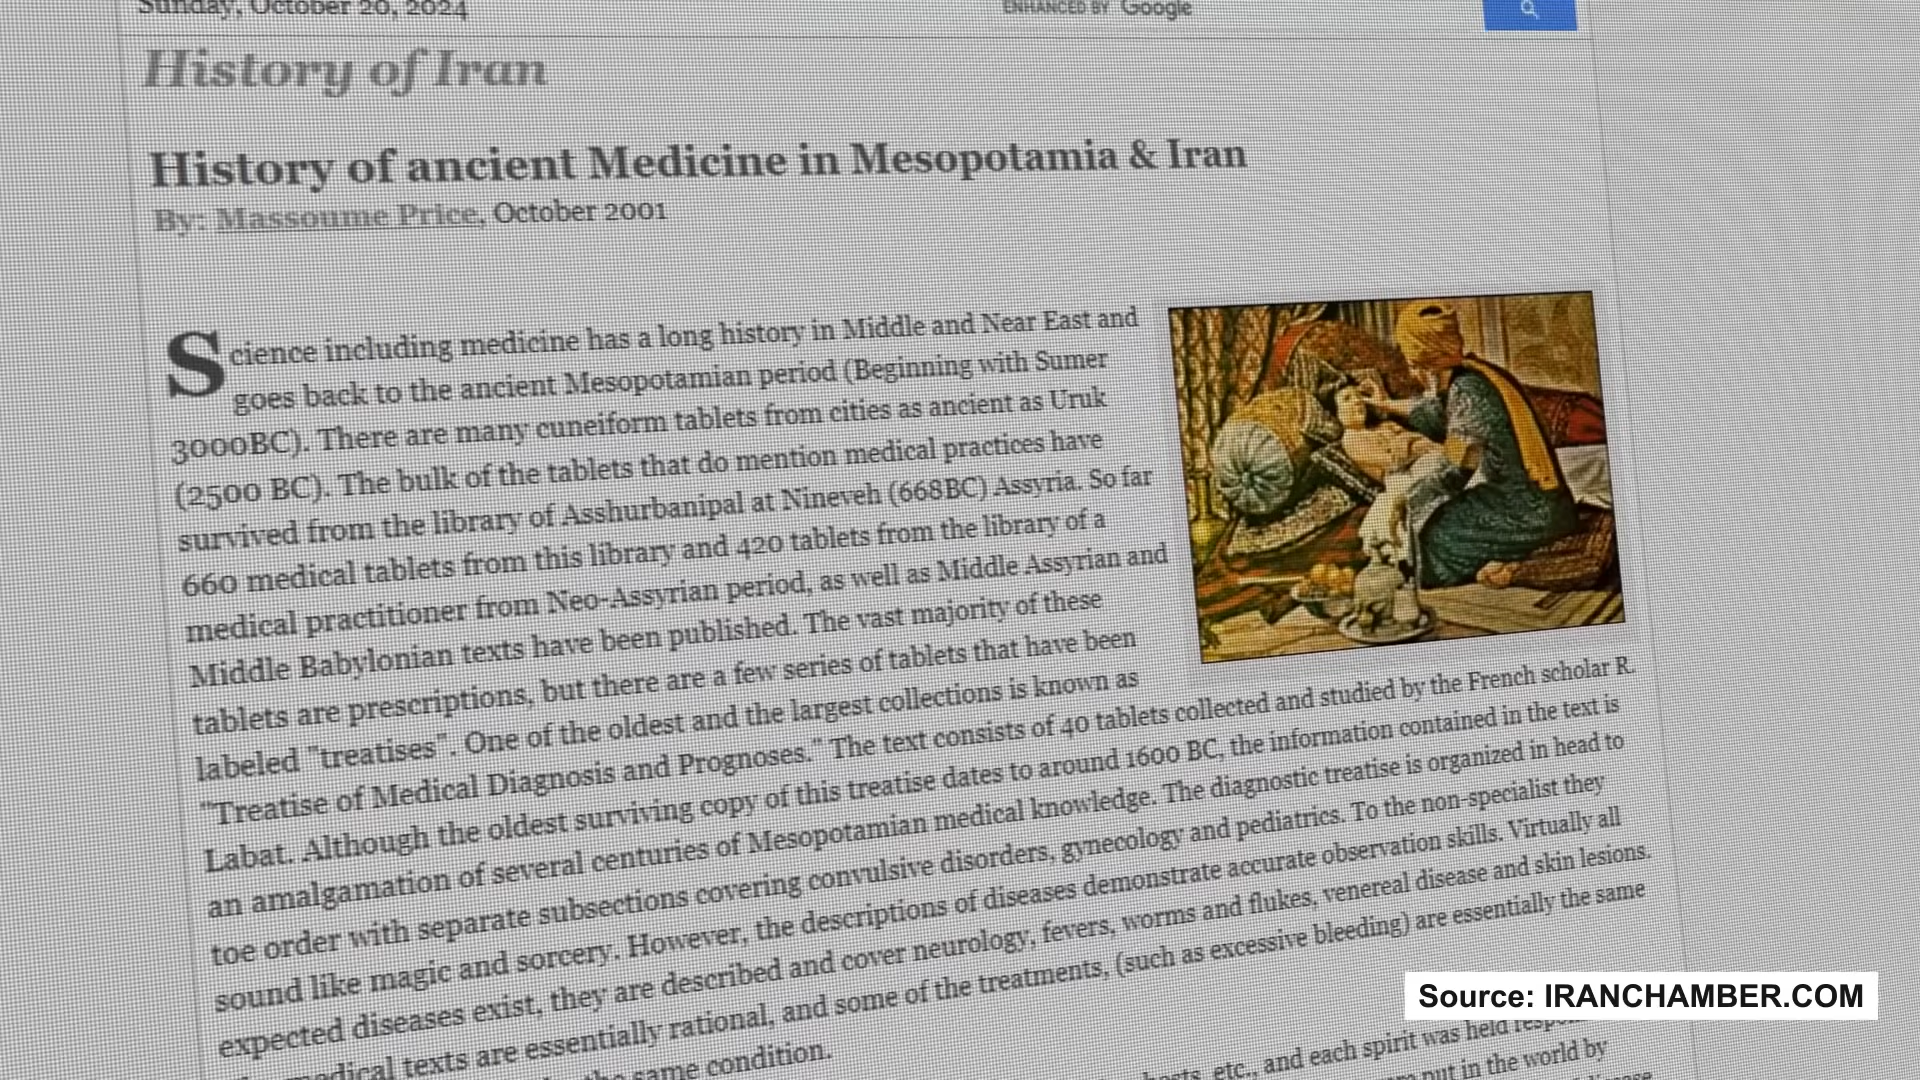 Sunday, October 20, 2024
ENHANCED BY Google
History of Iran
History of ancient Medicine in Mesopotamia & Iran
By: Massoume Price, October 2001
Science including medicine has a long history in Middle and Near East and
goes back to the ancient Mesopotamian period (Beginning with Sumer
3000BC). There are many cuneiform tablets from cities as ancient as Uruk
(2500 BC). The bulk of the tablets that do mention medical practices have
survived from the library of Asshurbanipal at Nineveh (668BC) Assyria. So far
660 medical tablets from this library and 420 tablets from the library of a
medical practitioner from Neo-Assyrian period, as well as Middle Assyrian and
Middle Babylonian texts have been published. The vast majority of these
tablets are prescriptions, but there are a few series of tablets that have been
labeled "treatises". One of the oldest and the largest collections is known as
"Treatise of Medical Diagnosis and Prognoses." The text consists of 40 tablets collected and studied by the French scholar R.
Labat. Although the oldest surviving copy of this treatise dates to around 1600 BC, the information contained in the text is
an amalgamation of several centuries of Mesopotamian medical knowledge. The diagnostic treatise is organized in head to
toe order with separate subsections covering convulsive disorders, gynecology and pediatrics. To the non-specialist they
sound like magic and sorcery. However, the descriptions of diseases demonstrate accurate observation skills. Virtually all
expected diseases exist, they are described and cover neurology, fevers, worms and flukes, venereal disease and skin lesions.
medical texts are essentially rational, and some of the treatments, (such as excessive bleeding) are essentially the same
the same condition.
etc., and each spirit was held
put in the world by
Source: IRANCHAMBER.COM